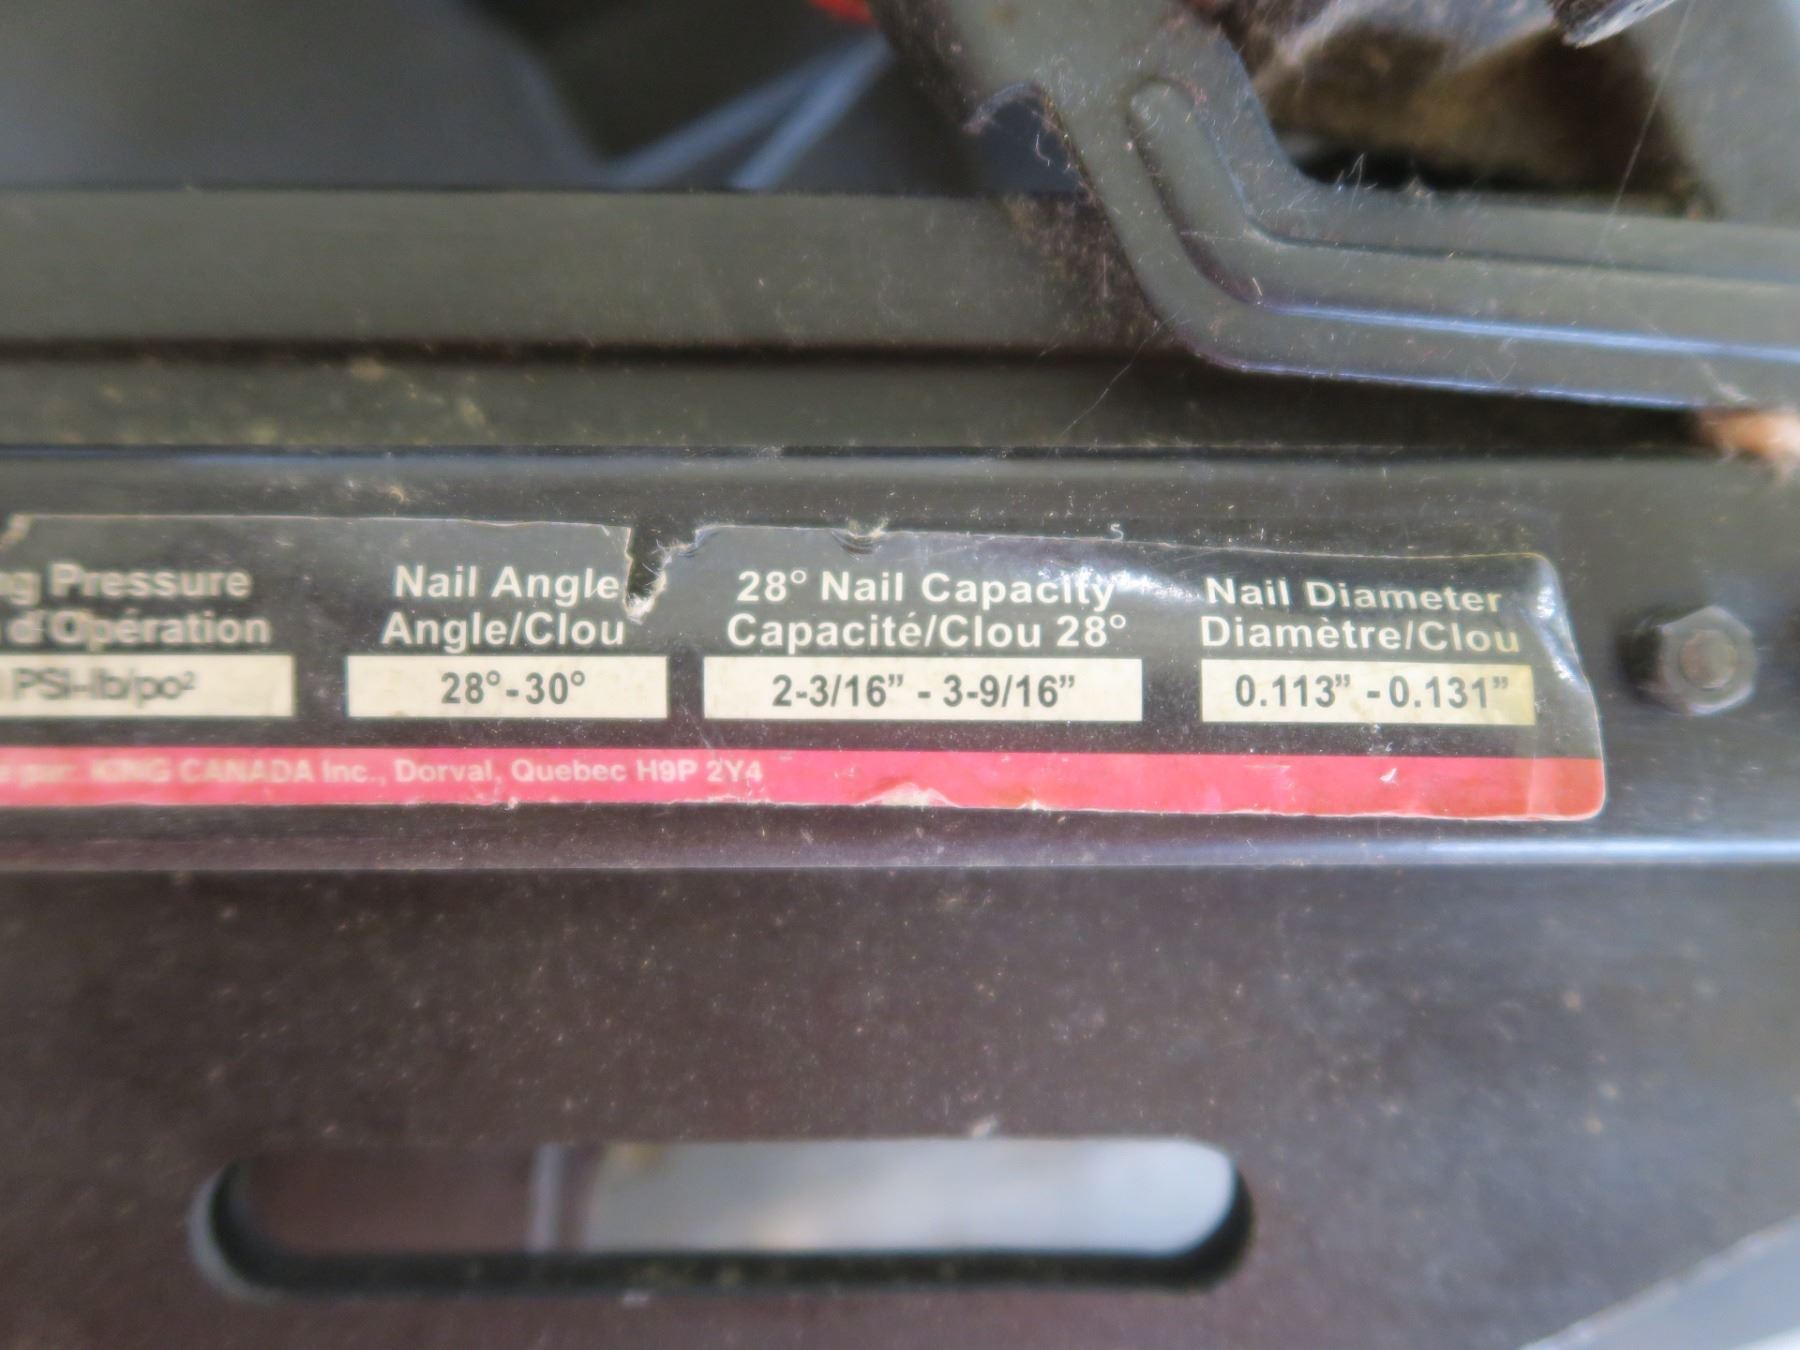 Pressure
d'Opération
PSI-lb/po²
Nail Angle
Angle/Clou
28°-30°
28° Nail Capacity
Capacité/Clou 28°
2-3/16” - 3-9/16”
Nail Diameter
Diamètre/Clou
0.113” - 0.131”
par: KING CANADA Inc., Dorval, Quebec H9P 2Y4